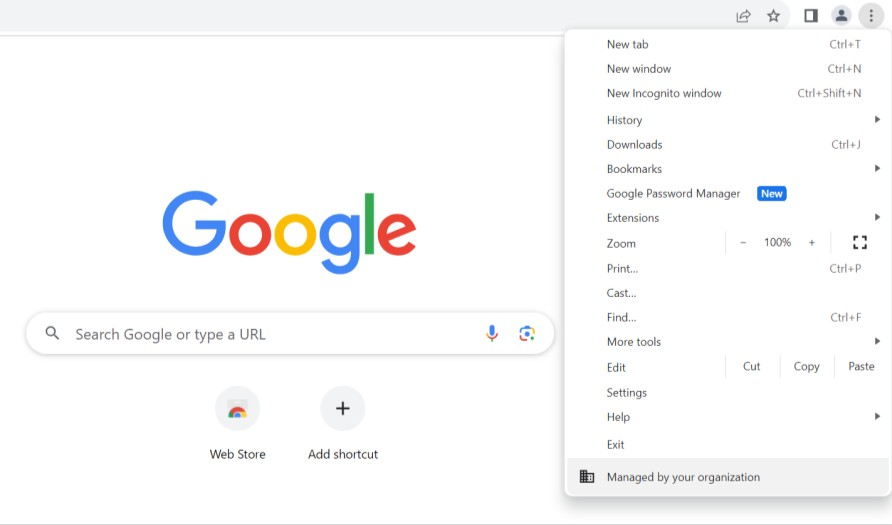 New tab Ctrl+T
New window Ctrl+N
New Incognito window Ctrl+Shift+N
History
Downloads Ctrl+J
Bookmarks
Google Password Manager New
Extensions
Zoom − 100% +
Print... Ctrl+P
Cast...
Find... Ctrl+F
More tools
Edit Cut Copy Paste
Settings
Help
Exit
Managed by your organization
Google
Search Google or type a URL
Web Store Add shortcut